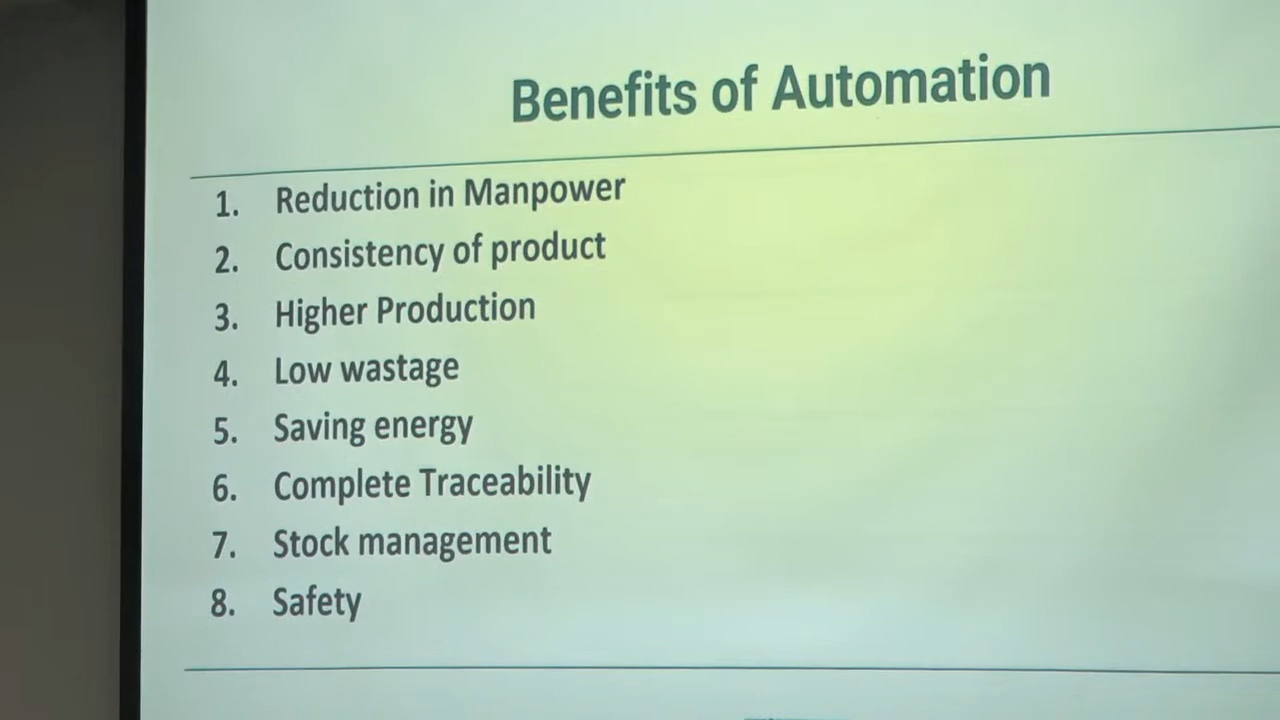 Benefits of Automation
1. Reduction in Manpower
2. Consistency of product
3. Higher Production
4. Low wastage
5. Saving energy
6. Complete Traceability
7. Stock management
8. Safety